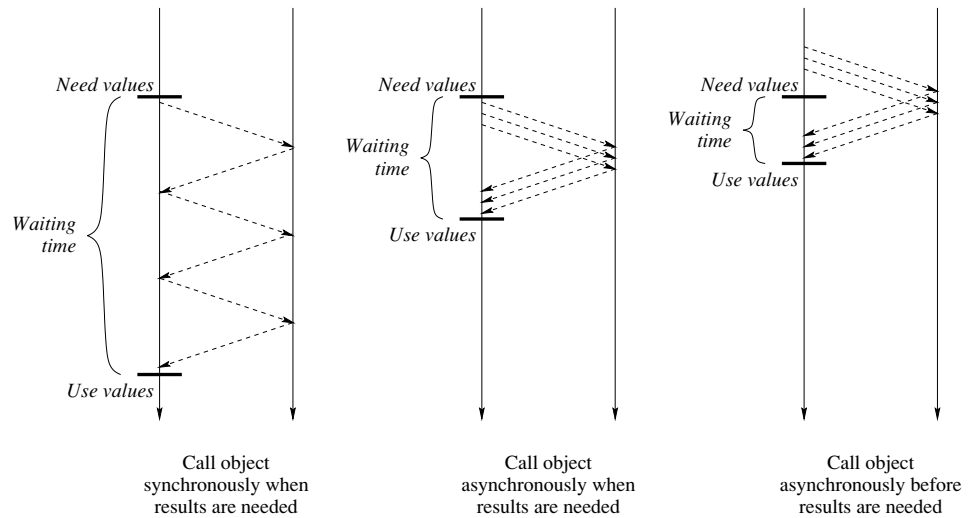 Need values
Waiting
time
Use values
Call object
synchronously when
results are needed
Need values
Waiting
time
Use values
Call object
asynchronously when
results are needed
Need values
Waiting
time
Use values
Call object
asynchronously before
results are needed